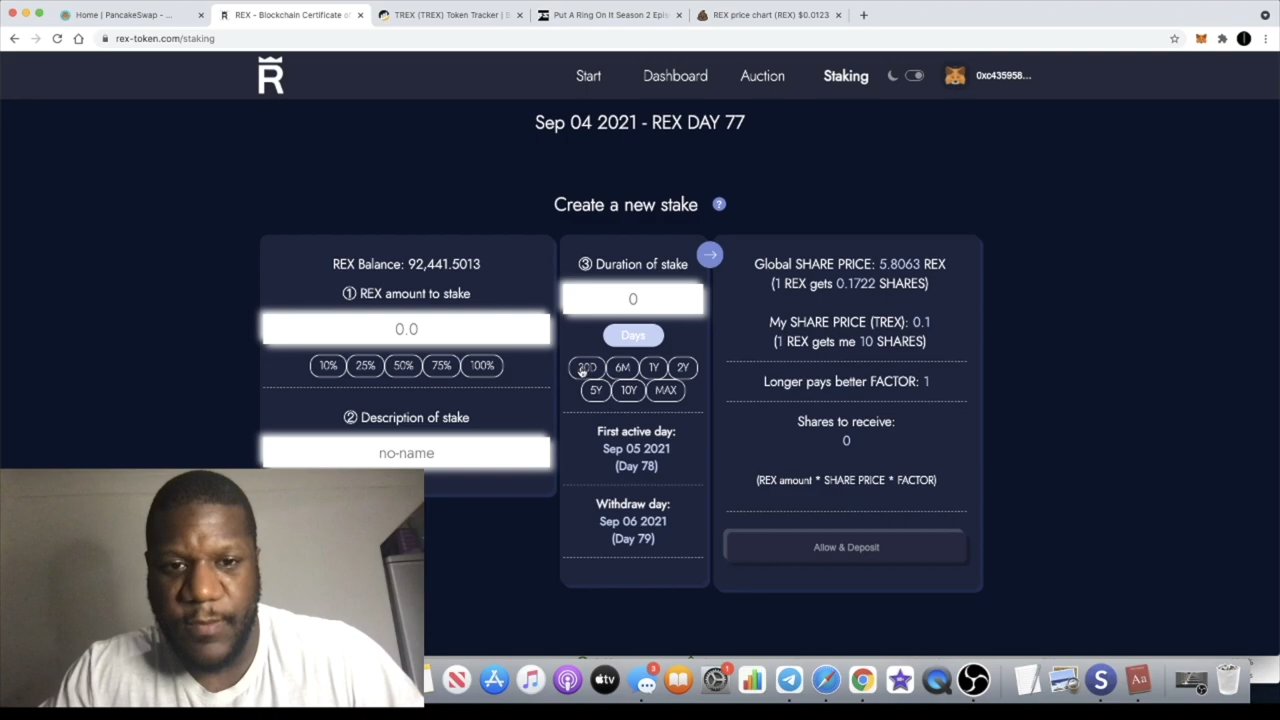 Home | PancakeSwap - ...
REX - Blockchain Certificate of
TREX (TREX) Token Tracker | B
Put A Ring On It Season 2 Epis
REX price chart (REX) $0.0123
rex-token.com/staking
R
Start
Dashboard
Auction
Staking
0xc435958...
Sep 04 2021 - REX DAY 77
Create a new stake ?
REX Balance: 92,441.5013
① REX amount to stake
0.0
10% 25% 50% 75% 100%
② Description of stake
no-name
③ Duration of stake
0
Days
20D 6M 1Y 2Y
5Y 10Y MAX
First active day:
Sep 05 2021
(Day 78)
Withdraw day:
Sep 06 2021
(Day 79)
Global SHARE PRICE: 5.8063 REX
(1 REX gets 0.1722 SHARES)
My SHARE PRICE (TREX): 0.1
(1 REX gets me 10 SHARES)
Longer pays better FACTOR: 1
Shares to receive:
0
(REX amount * SHARE PRICE * FACTOR)
Allow & Deposit
tv
3
1
S
Aa